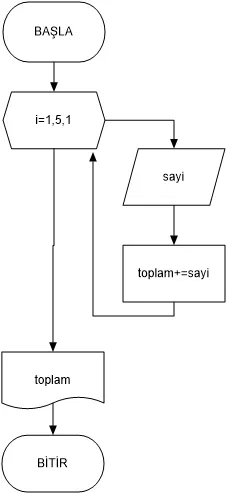 BAŞLA
i=1,5,1
sayi
toplam+=sayi
toplam
BİTİR